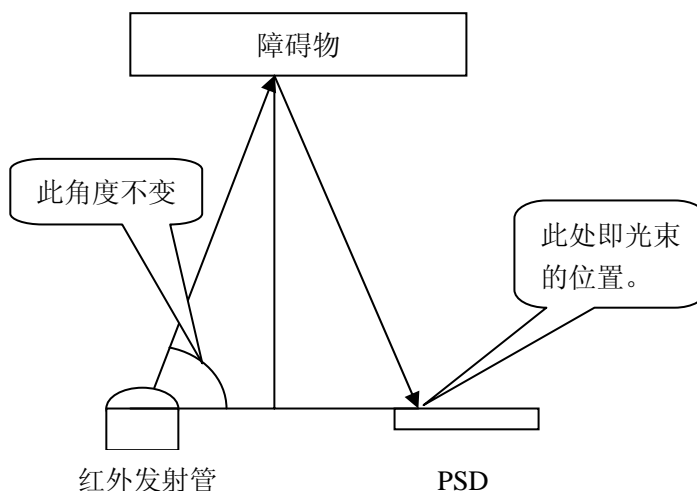 障碍物
此角度不变
此处即光束
的位置。
红外发射管
PSD